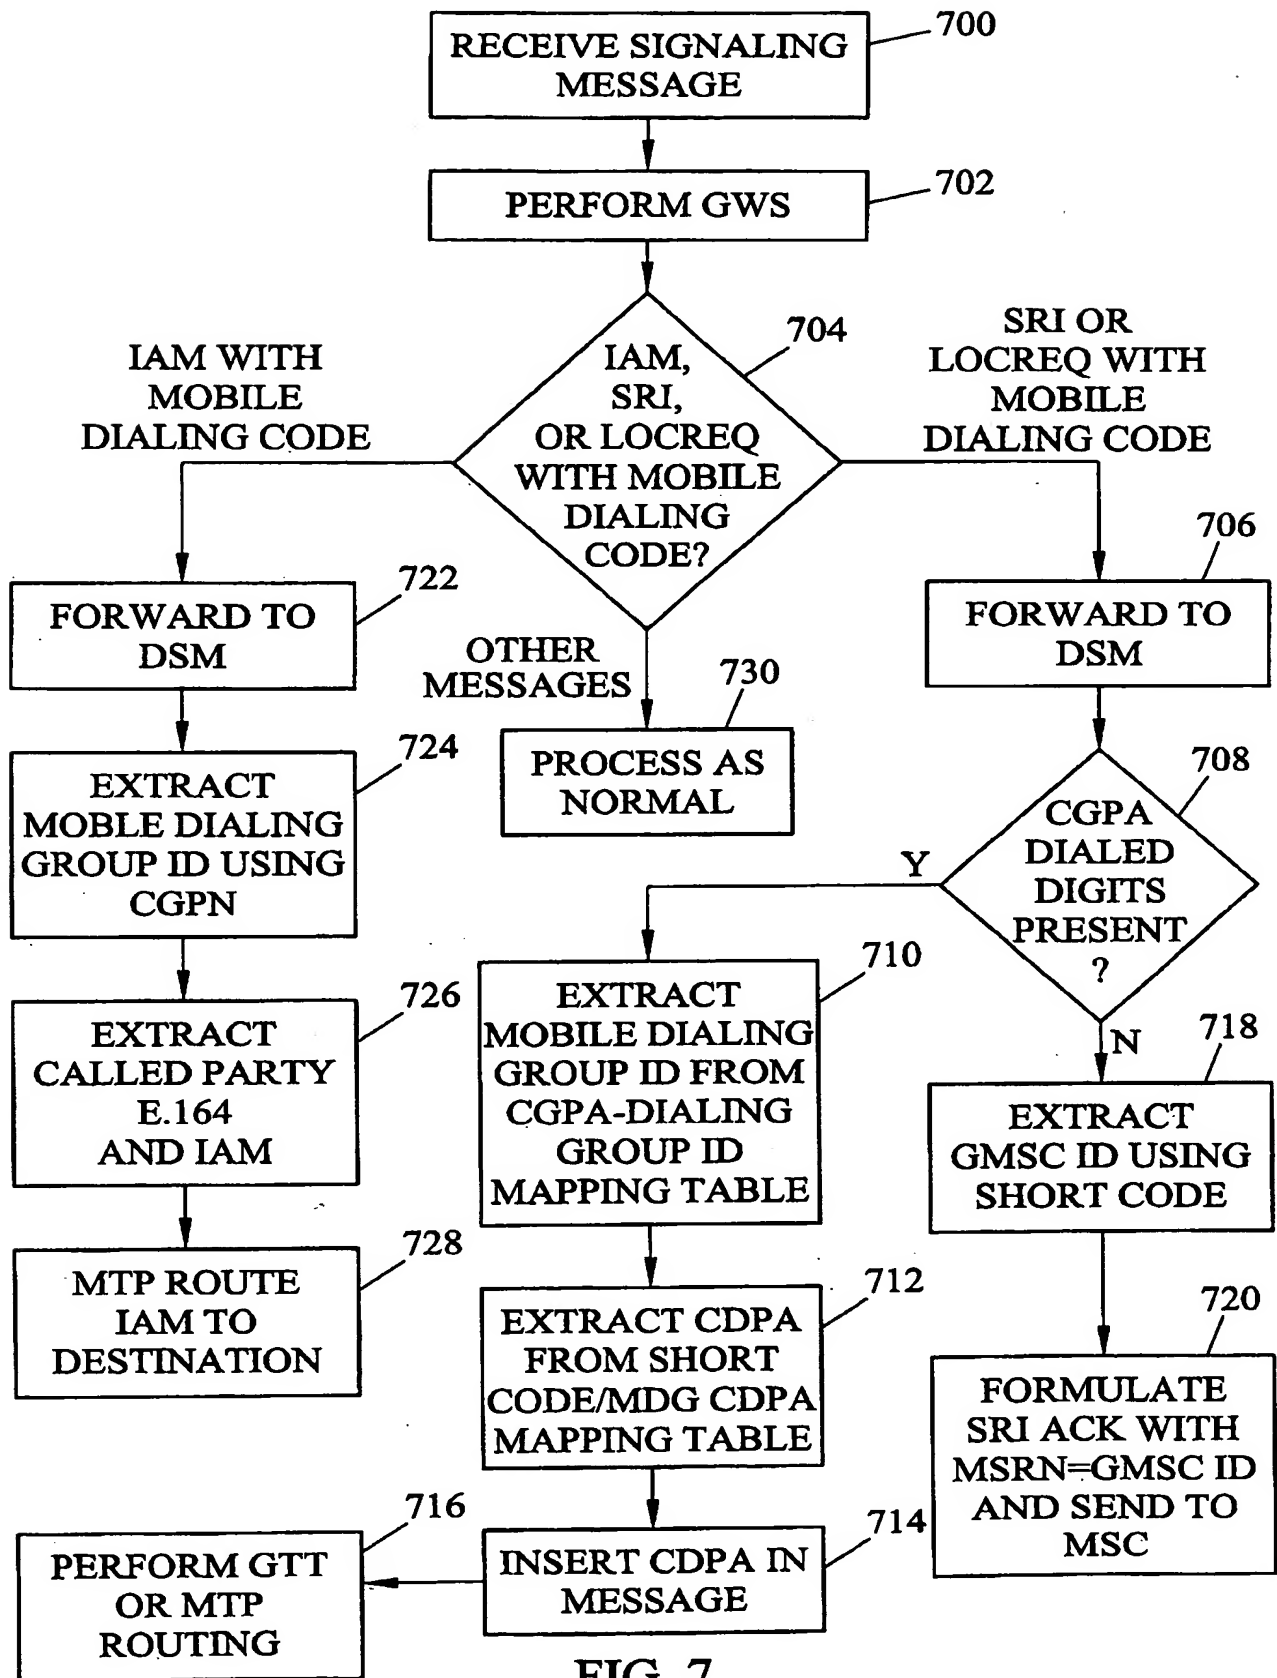 RECEIVE SIGNALING
MESSAGE
700
PERFORM GWS
702
IAM,
SRI,
OR LOCREQ
WITH MOBILE
DIALING
CODE?
704
IAM WITH
MOBILE
DIALING CODE
SRI OR
LOCREQ WITH
MOBILE
DIALING CODE
OTHER
MESSAGES
FORWARD TO
DSM
722
EXTRACT
MOBLE DIALING
GROUP ID USING
CGPN
724
EXTRACT
CALLED PARTY
E.164
AND IAM
726
MTP ROUTE
IAM TO
DESTINATION
728
PROCESS AS
NORMAL
730
FORWARD TO
DSM
706
CGPA
DIALED
DIGITS
PRESENT
?
708
Y
N
EXTRACT
MOBILE DIALING
GROUP ID FROM
CGPA-DIALING
GROUP ID
MAPPING TABLE
710
EXTRACT CDPA
FROM SHORT
CODE/MDG CDPA
MAPPING TABLE
712
INSERT CDPA IN
MESSAGE
714
PERFORM GTT
OR MTP
ROUTING
716
EXTRACT
GMSC ID USING
SHORT CODE
718
FORMULATE
SRI ACK WITH
MSRN=GMSC ID
AND SEND TO
MSC
720
FIG. 7